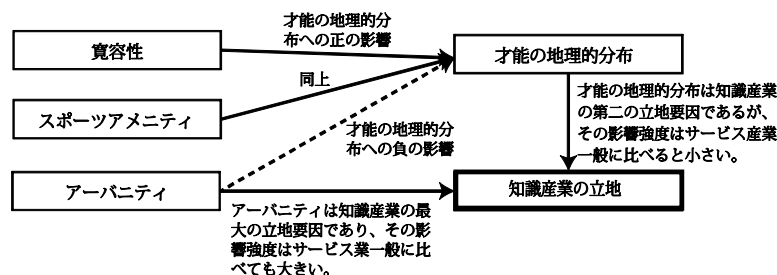 才能の地理的分
布への正の影響
寛容性
才能の地理的分布
同上
才能の地理的分布は知識産業
の第二の立地要因であるが、
その影響強度はサービス産業
一般に比べると小さい。
スポーツアメニティ
才能の地理的分
布への負の影響
アーバニティ
知識産業の立地
アーバニティは知識産業の最
大の立地要因であり、その影
響強度はサービス業一般に比
べても大きい。